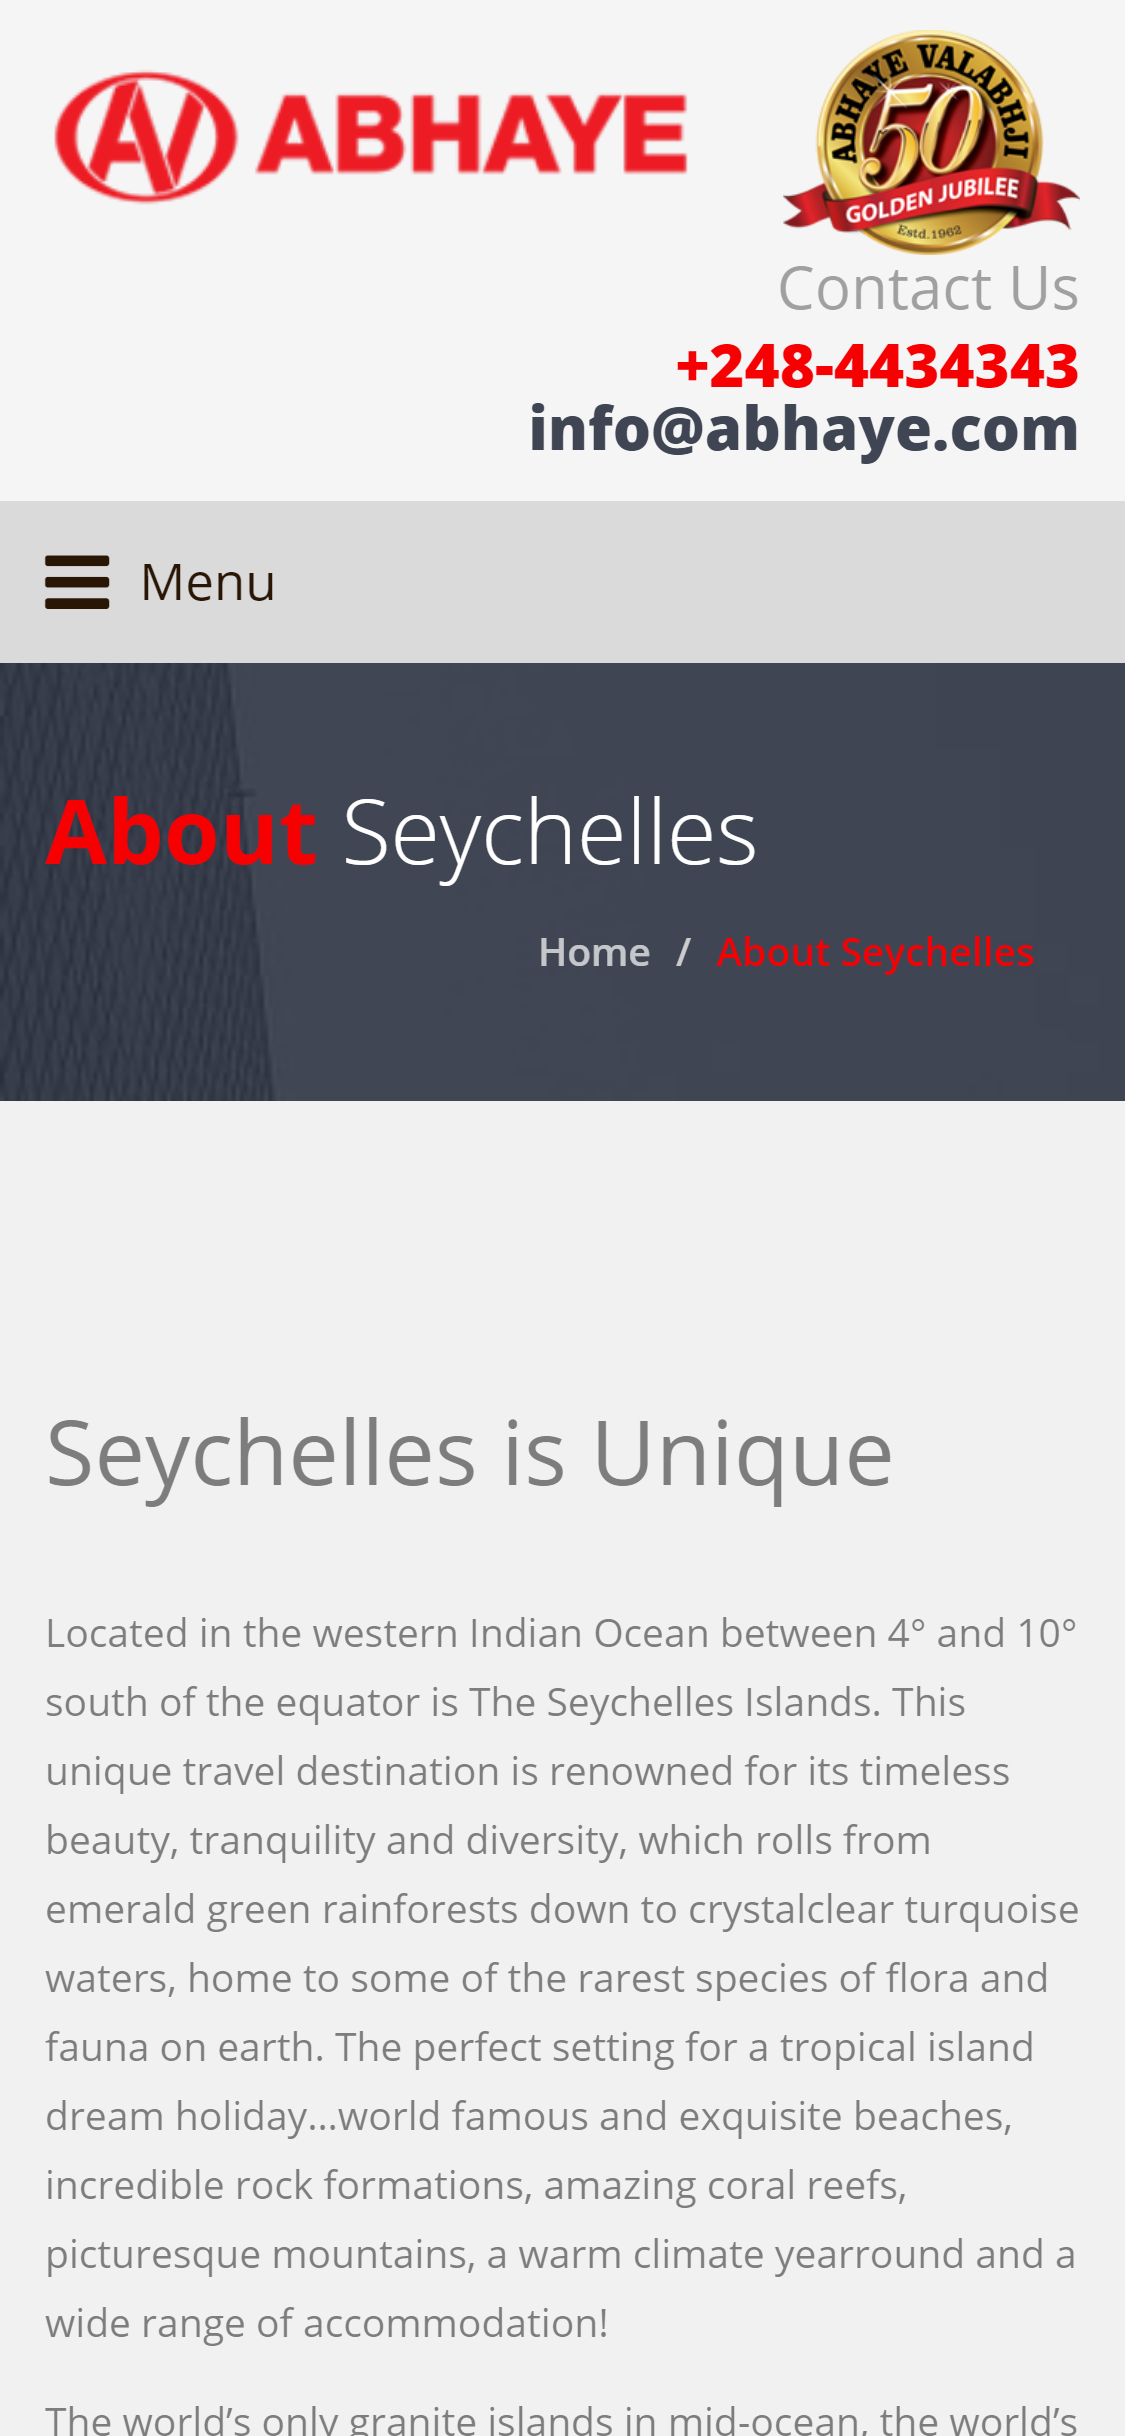 AV ABHAYE
ABHAYE VALABHJI
50
GOLDEN JUBILEE
Estd.1962
Contact Us
+248-4434343
info@abhaye.com
Menu
About Seychelles
Home / About Seychelles
Seychelles is Unique
Located in the western Indian Ocean between 4° and 10°
south of the equator is The Seychelles Islands. This
unique travel destination is renowned for its timeless
beauty, tranquility and diversity, which rolls from
emerald green rainforests down to crystalclear turquoise
waters, home to some of the rarest species of flora and
fauna on earth. The perfect setting for a tropical island
dream holiday…world famous and exquisite beaches,
incredible rock formations, amazing coral reefs,
picturesque mountains, a warm climate yearround and a
wide range of accommodation!
The world’s only granite islands in mid-ocean, the world’s